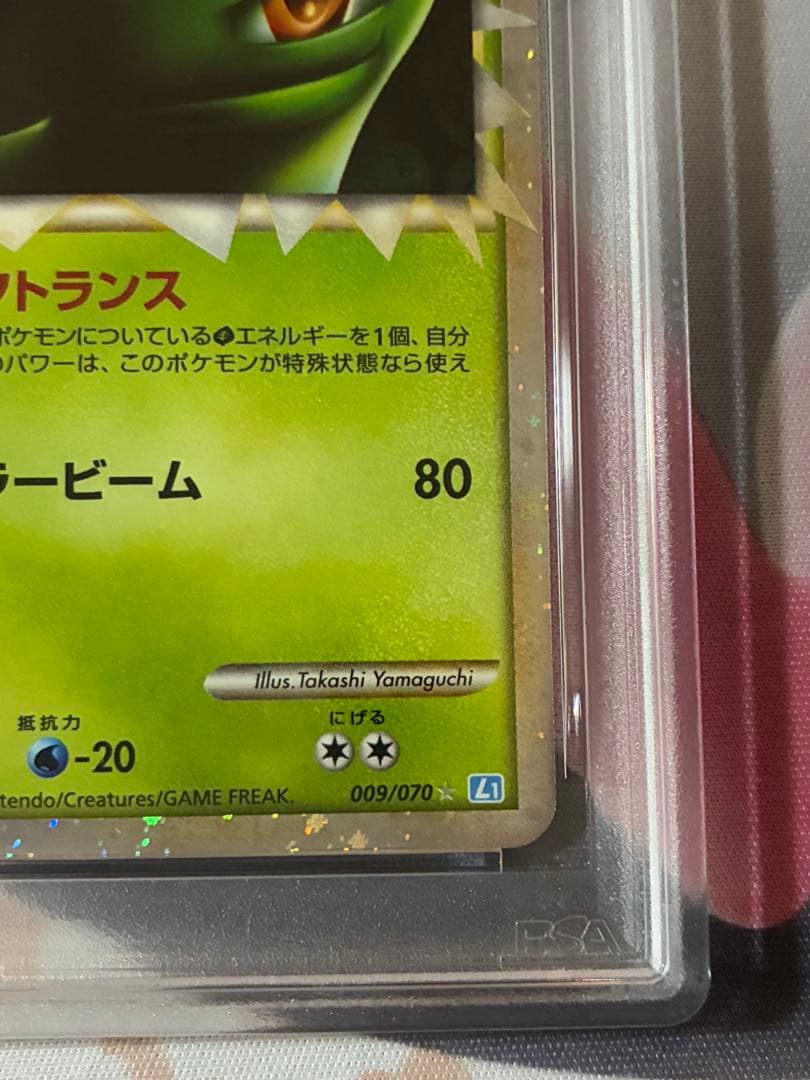 フトランス
ポケモンについているエネルギーを1個、自分
のパワーは、このポケモンが特殊状態なら使え
ラービーム 80
Illus.Takashi Yamaguchi
抵抗力 にげる
-20
ntendo/Creatures/GAME FREAK. 009/070 L1
PSA